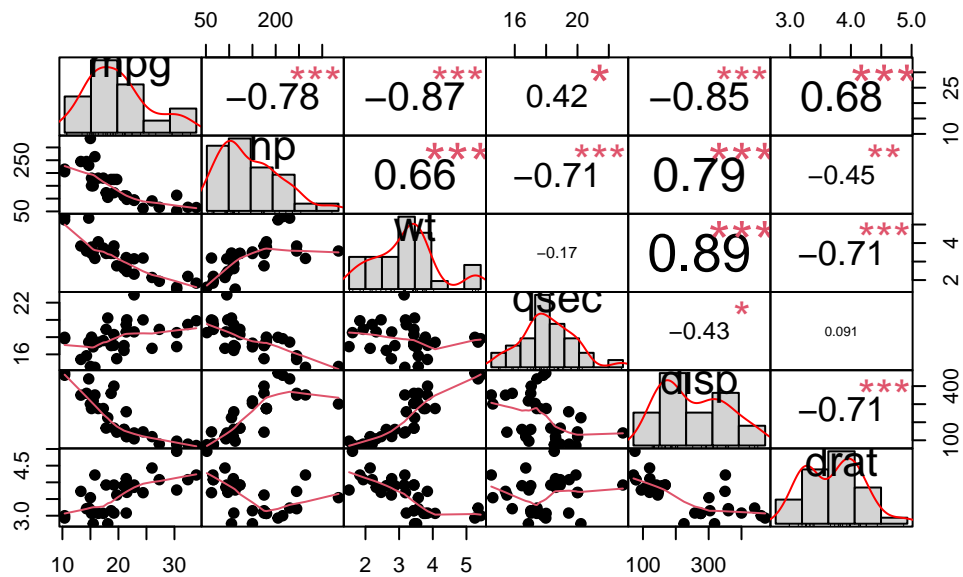 50 200
16 20
3.0 4.0 5.0
mpg
−0.78 ***
−0.87 ***
0.42 *
−0.85 ***
0.68 ***
10 25
50 250
hp
0.66 ***
−0.71 ***
0.79 ***
−0.45 **
wt
−0.17
0.89 ***
−0.71 ***
2 4
16 22
qsec
−0.43 *
0.091
disp
−0.71 ***
100 400
3.0 4.5
drat
10 20 30
2 3 4 5
100 300